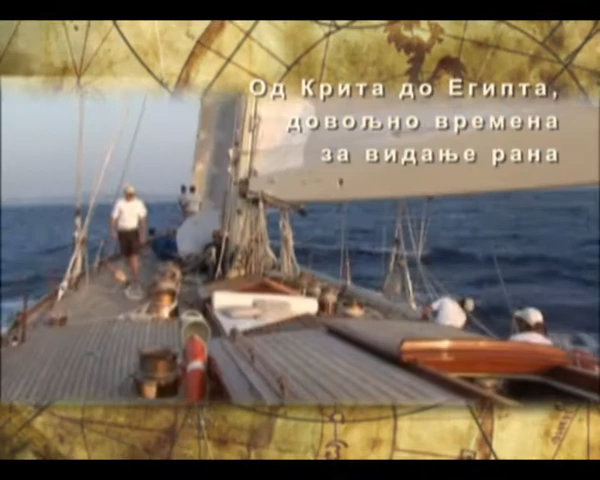 Од Крита до Египта,
довољно времена
за видање рана